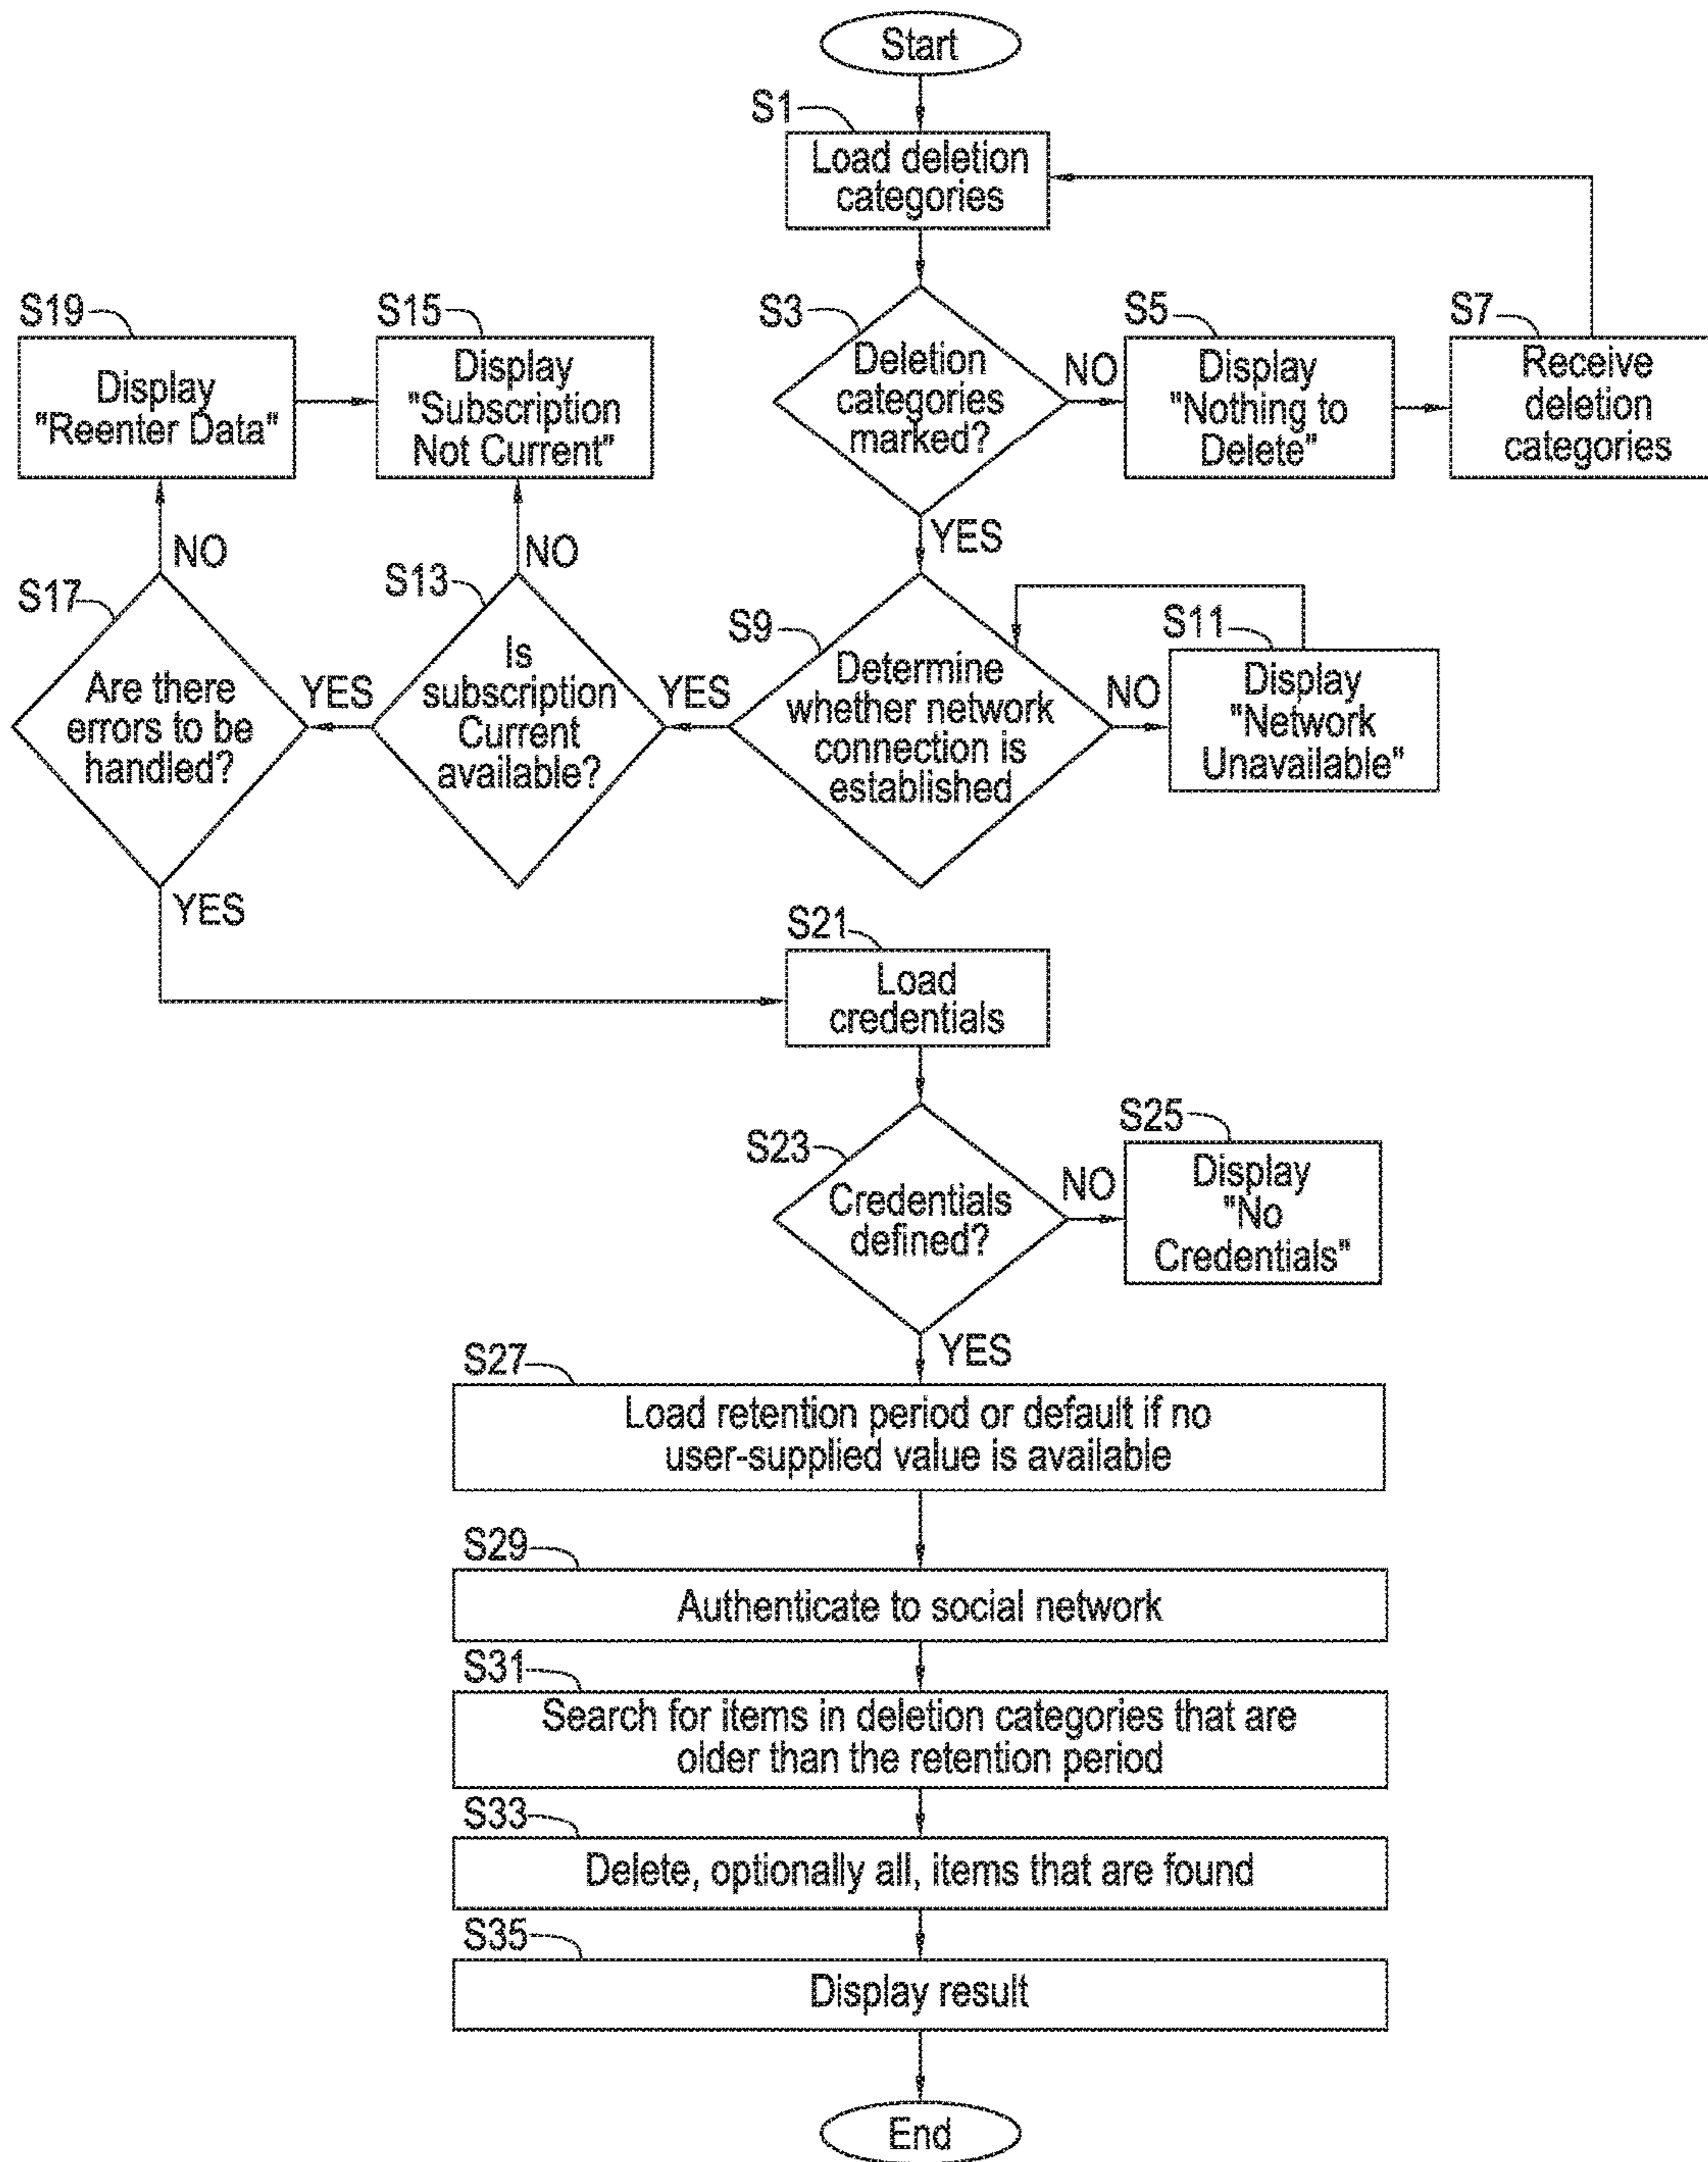 Start
S1
Load deletion
categories
S19
Display
"Reenter Data"
S15
Display
"Subscription
Not Current"
S3
Deletion
categories
marked?
NO
S5
Display
"Nothing to
Delete"
S7
Receive
deletion
categories
YES
NO
NO
S17
Are there
errors to be
handled?
YES
S13
Is
subscription
Current
available?
YES
S9
Determine
whether network
connection is
established
NO
S11
Display
"Network
Unavailable"
YES
S21
Load
credentials
S23
Credentials
defined?
NO
S25
Display
"No
Credentials"
YES
S27
Load retention period or default if no
user-supplied value is available
S29
Authenticate to social network
S31
Search for items in deletion categories that are
older than the retention period
S33
Delete, optionally all, items that are found
S35
Display result
End